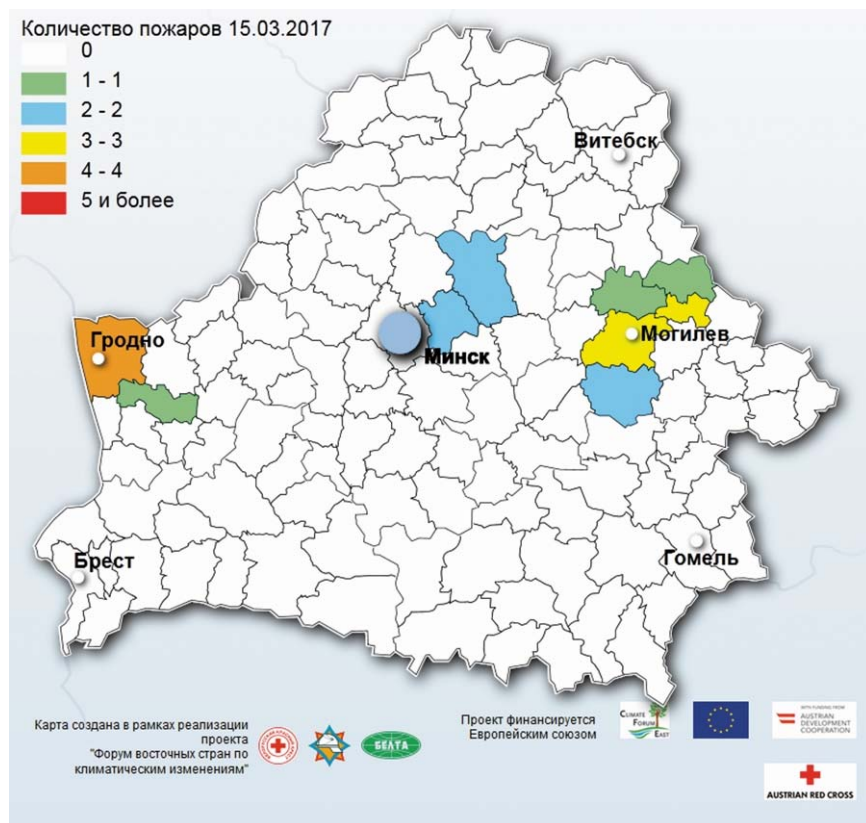 Количество пожаров 15.03.2017
0
1 - 1
2 - 2
3 - 3
4 - 4
5 и более
Витебск
Могилев
Гродно
Минск
Брест
Гомель
Карта создана в рамках реализации
проекта
"Форум восточных стран по
климатическим изменениям"
БЕЛТА
Проект финансируется
Европейским союзом
CLIMATE
FORUM
EAST
WITH FUNDING FROM
AUSTRIAN
DEVELOPMENT
COOPERATION
AUSTRIAN RED CROSS